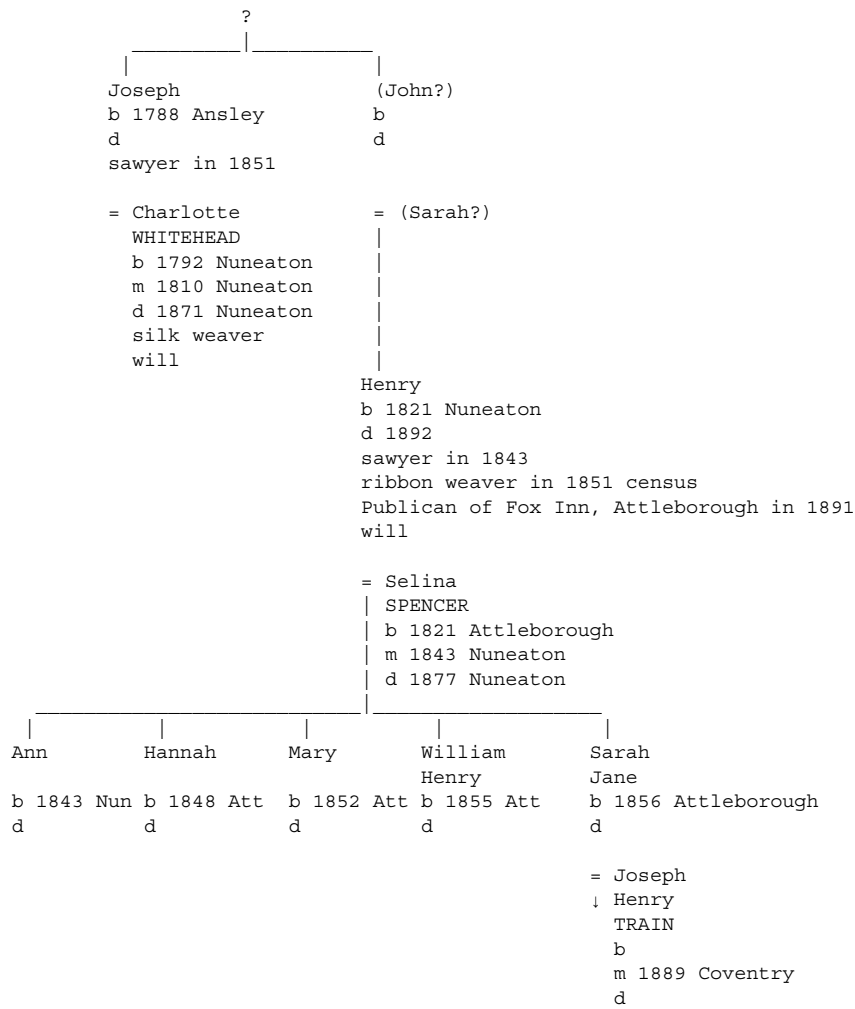 ?
Joseph (John?)
b 1788 Ansley b
d d
sawyer in 1851
= Charlotte = (Sarah?)
WHITEHEAD
b 1792 Nuneaton
m 1810 Nuneaton
d 1871 Nuneaton
silk weaver
will
Henry
b 1821 Nuneaton
d 1892
sawyer in 1843
ribbon weaver in 1851 census
Publican of Fox Inn, Attleborough in 1891
will
= Selina
SPENCER
b 1821 Attleborough
m 1843 Nuneaton
d 1877 Nuneaton
Ann Hannah Mary William Sarah
Henry Jane
b 1843 Nun b 1848 Att b 1852 Att b 1855 Att b 1856 Attleborough
d d d d d
= Joseph
↓ Henry
TRAIN
b
m 1889 Coventry
d